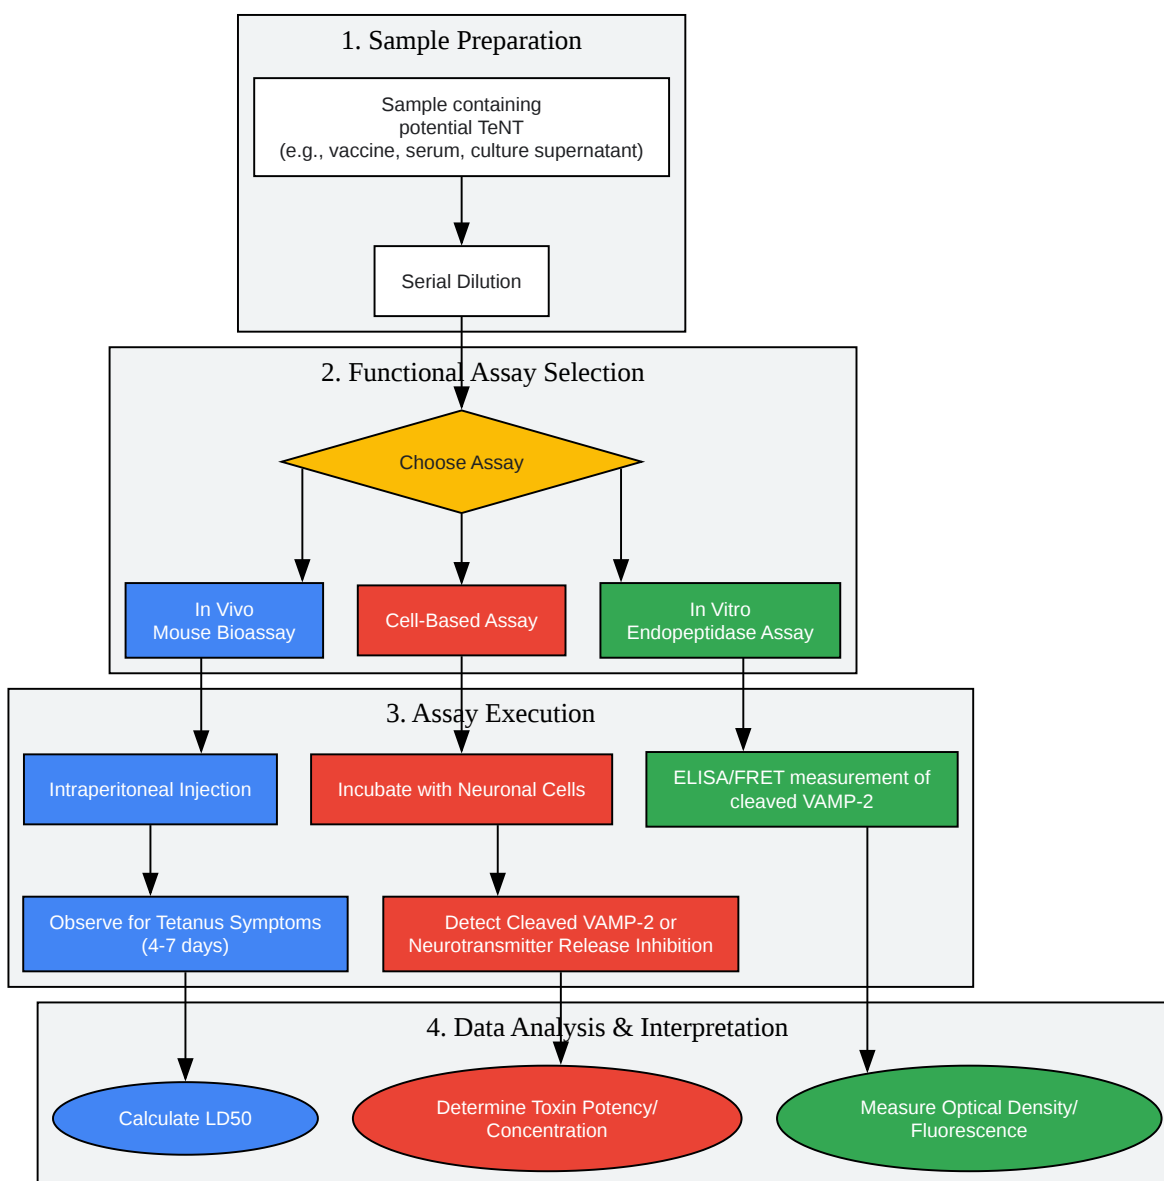 1. Sample Preparation
Sample containing
potential TeNT
(e.g., vaccine, serum, culture supernatant)
Serial Dilution
2. Functional Assay Selection
Choose Assay
In Vivo
Mouse Bioassay
Cell-Based Assay
In Vitro
Endopeptidase Assay
3. Assay Execution
Intraperitoneal Injection
Incubate with Neuronal Cells
ELISA/FRET measurement of
cleaved VAMP-2
Observe for Tetanus Symptoms
(4-7 days)
Detect Cleaved VAMP-2 or
Neurotransmitter Release Inhibition
4. Data Analysis & Interpretation
Calculate LD50
Determine Toxin Potency/
Concentration
Measure Optical Density/
Fluorescence